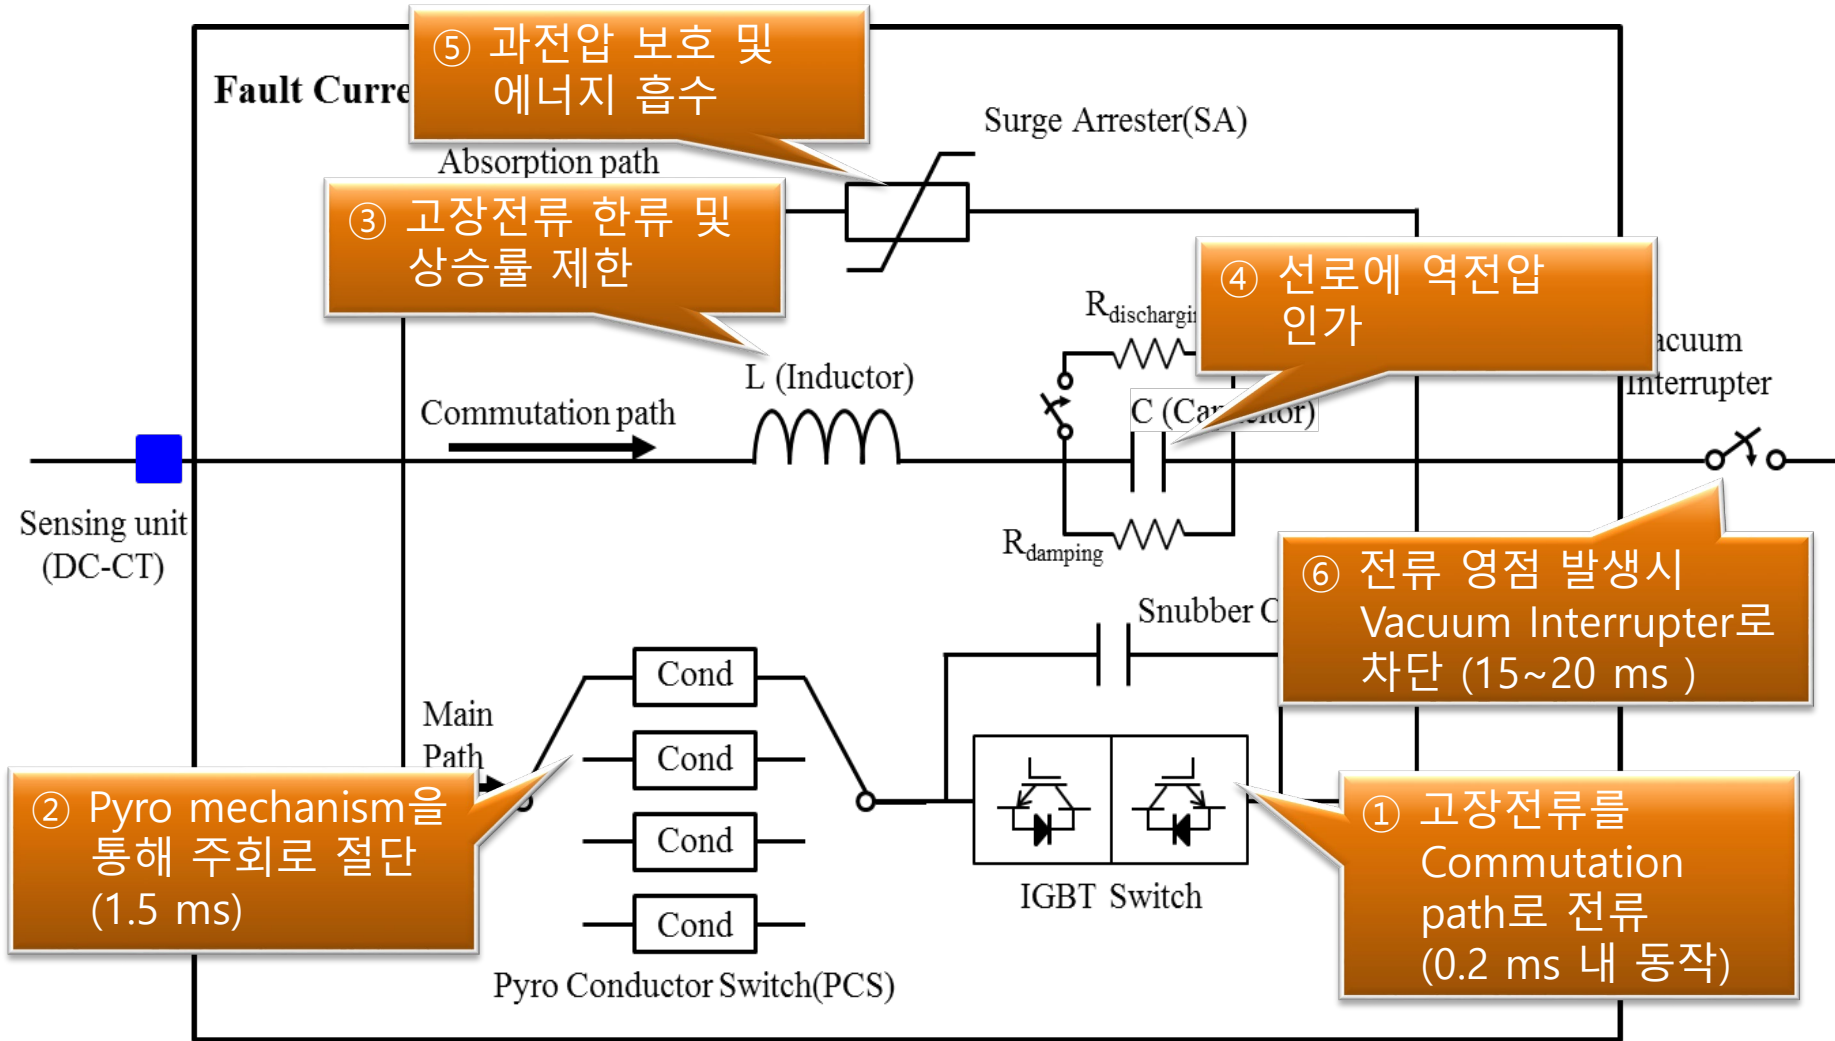 ⑤ 과전압 보호 및
에너지 흡수
Fault Curre
Surge Arrester(SA)
Absorption path
③ 고장전류 한류 및
상승률 제한
④ 선로에 역전압
인가
R discharging
acuum
Interrupter
L (Inductor)
Commutation path
C (Capacitor)
Sensing unit
(DC-CT)
R damping
⑥ 전류 영점 발생시
Vacuum Interrupter로
차단 (15~20 ms )
Snubber C
Cond
Main
Path
Cond
② Pyro mechanism을
통해 주회로 절단
(1.5 ms)
Cond
Cond
① 고장전류를
Commutation
path로 전류
(0.2 ms 내 동작)
IGBT Switch
Pyro Conductor Switch(PCS)